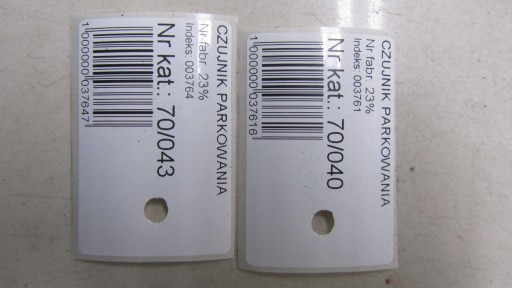 CZUJNIK PARKOWANIA
Nr fabr. 23%
Indeks: 003764
Nr kat.: 70/043
1000000037647
CZUJNIK PARKOWANIA
Nr fabr. 23%
Indeks: 003761
Nr kat.: 70/040
1000000037616